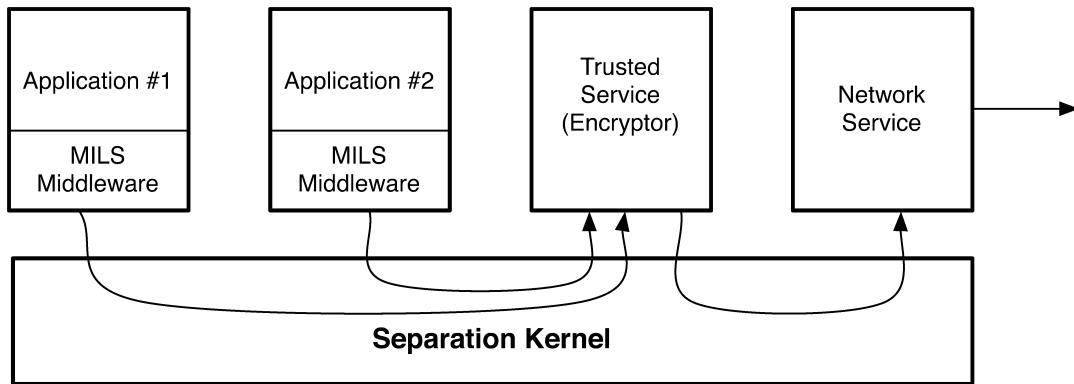 Application #1
MILS
Middleware
Application #2
MILS
Middleware
Trusted
Service
(Encryptor)
Network
Service
Separation Kernel